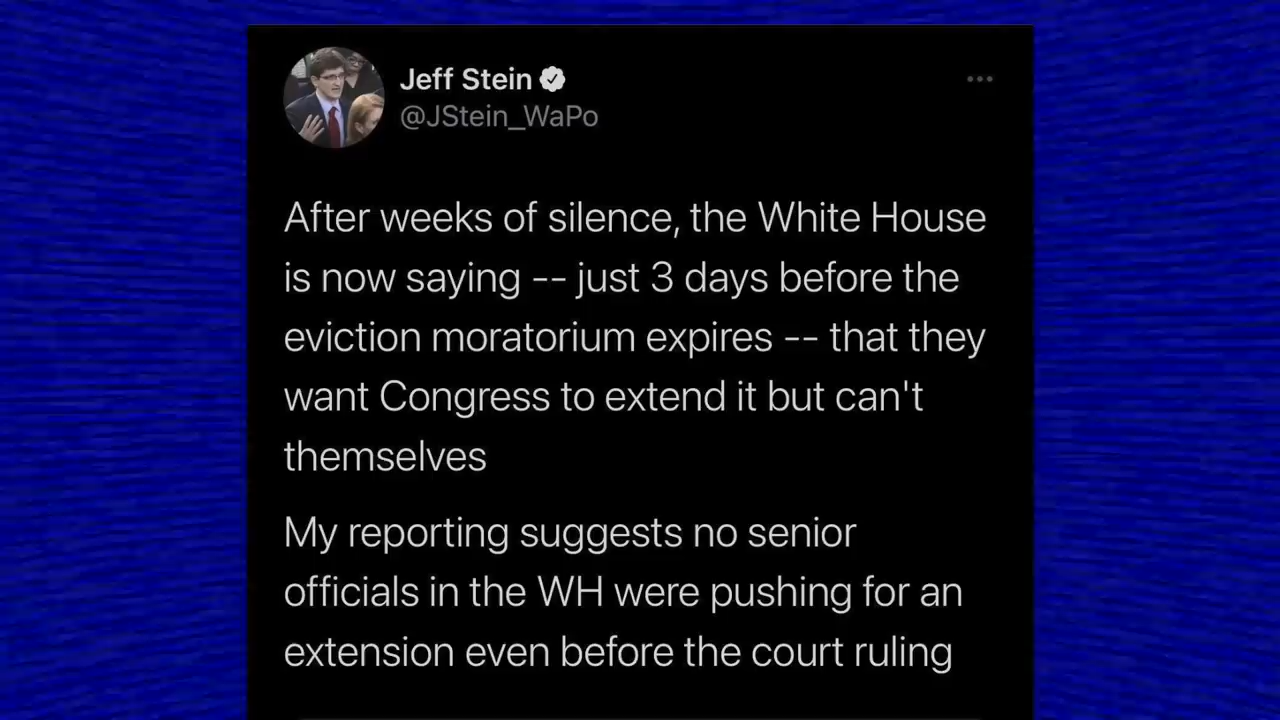 Jeff Stein
@JStein_WaPo
After weeks of silence, the White House
is now saying -- just 3 days before the
eviction moratorium expires -- that they
want Congress to extend it but can't
themselves
My reporting suggests no senior
officials in the WH were pushing for an
extension even before the court ruling